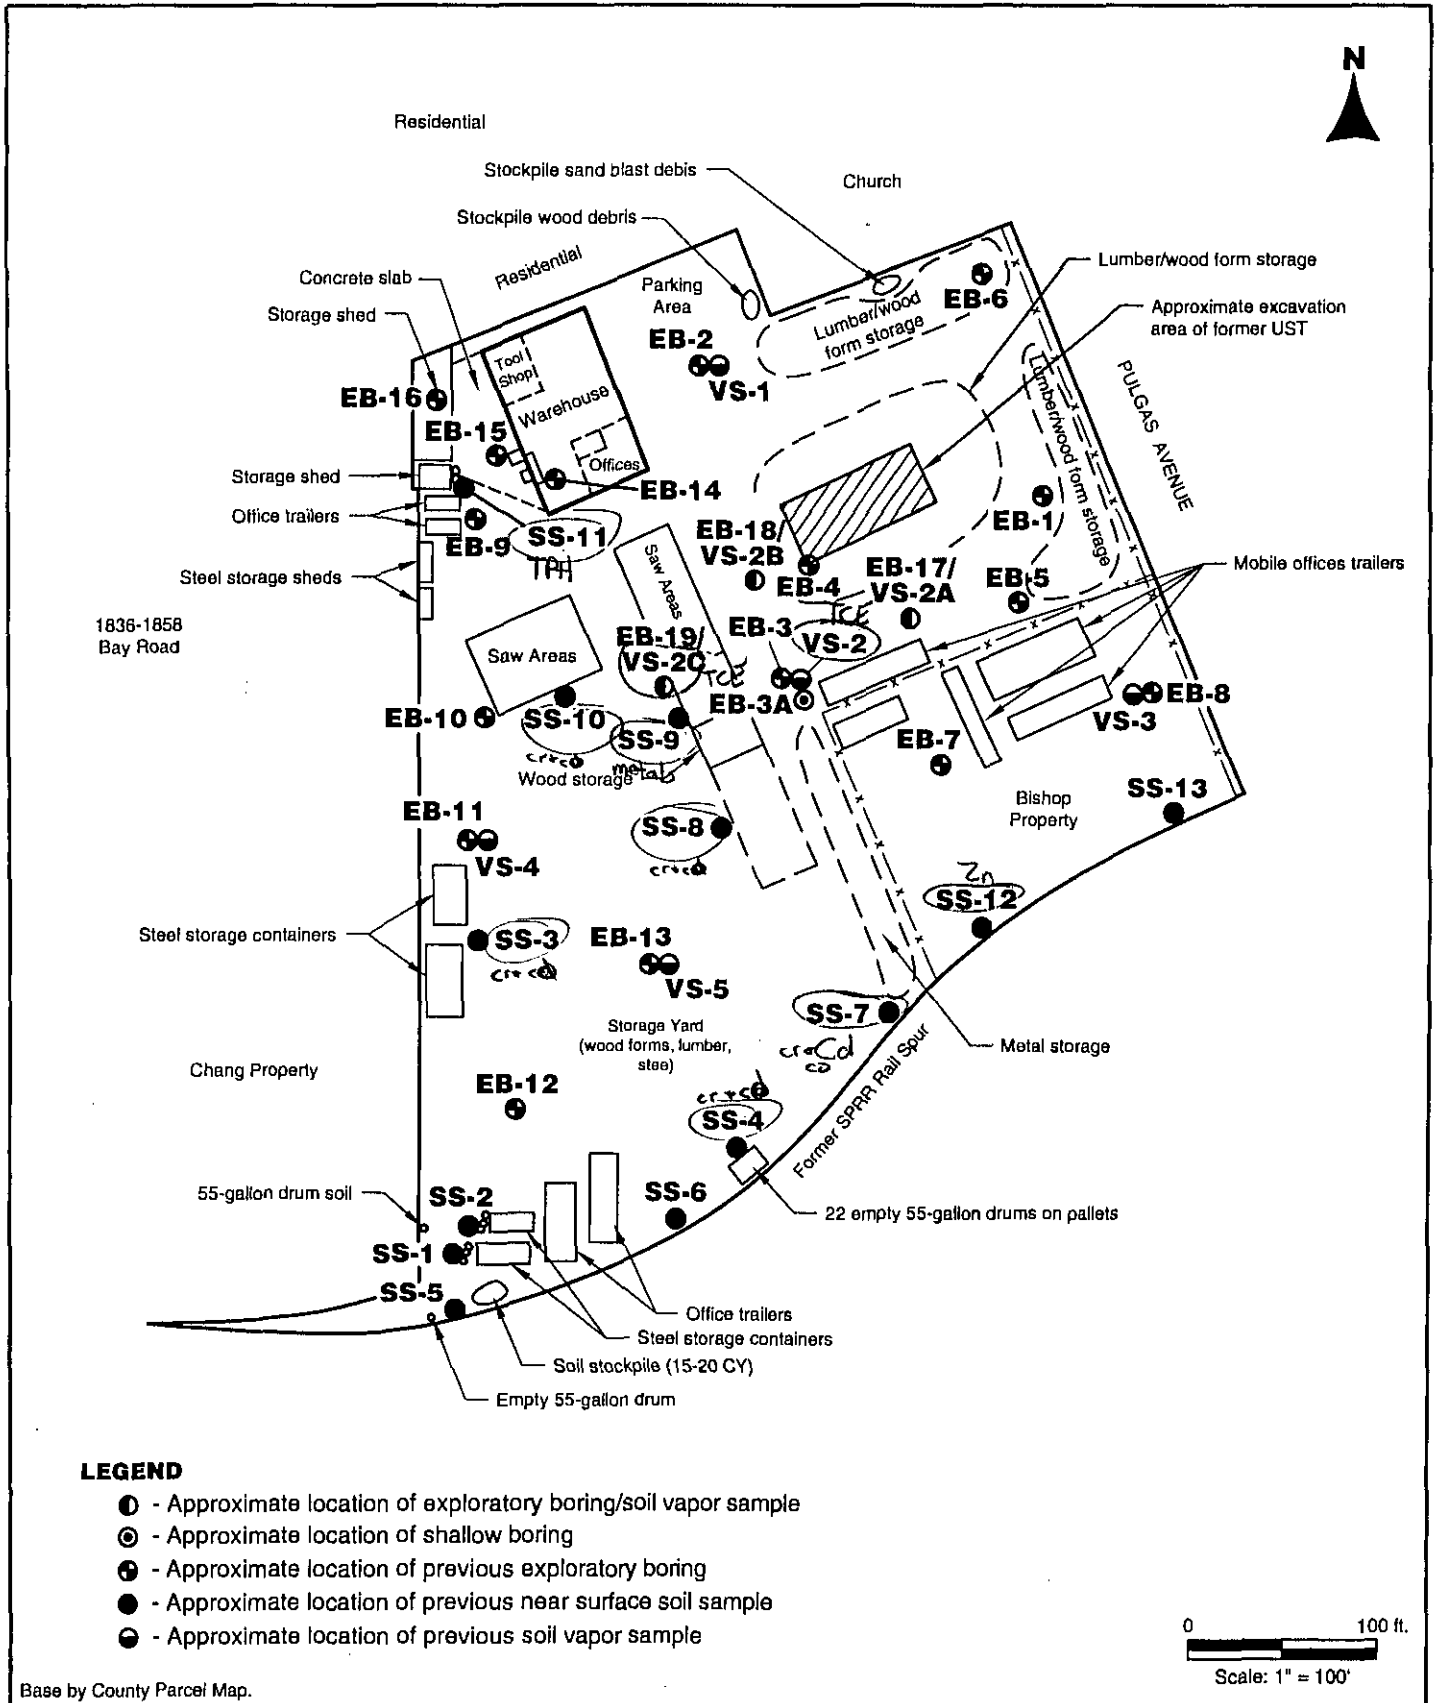 N
Residential
Stockpile sand blast debis
Church
Stockpile wood debris
Residential
Concrete slab
Parking
Area
Lumber/wood form storage
Storage shed
EB-6
Lumber/wood
form storage
Approximate excavation
area of former UST
EB-2
VS-1
Tool
Shop
Warehouse
EB-16
PULGAS AVENUE
Lumber/wood form storage
EB-15
Offices
Storage shed
EB-14
Office trailers
EB-1
EB-9
SS-11
TPH
EB-18/
VS-2B
Saw Areas
EB-4
EB-17/
VS-2A
EB-5
Mobile offices trailers
Steel storage sheds
TCE
1836-1858
Bay Road
EB-19/
VS-2C
EB-3
VS-2
Saw Areas
TCE
EB-3A
EB-8
VS-3
EB-10
SS-10
SS-9
EB-7
metals
Wood storage
SS-13
Bishop
Property
EB-11
SS-8
VS-4
Zn
SS-12
Steel storage containers
SS-3
EB-13
VS-5
SS-7
Storage Yard
(wood forms, lumber,
steel)
Metal storage
Chang Property
EB-12
SS-4
Former SPRR Rail Spur
55-gallon drum soil
SS-2
SS-6
22 empty 55-gallon drums on pallets
SS-1
SS-5
Office trailers
Steel storage containers
Soil stockpile (15-20 CY)
Empty 55-gallon drum
LEGEND
- Approximate location of exploratory boring/soil vapor sample
- Approximate location of shallow boring
- Approximate location of previous exploratory boring
- Approximate location of previous near surface soil sample
- Approximate location of previous soil vapor sample
0 100 ft.
Scale: 1" = 100'
Base by County Parcel Map.